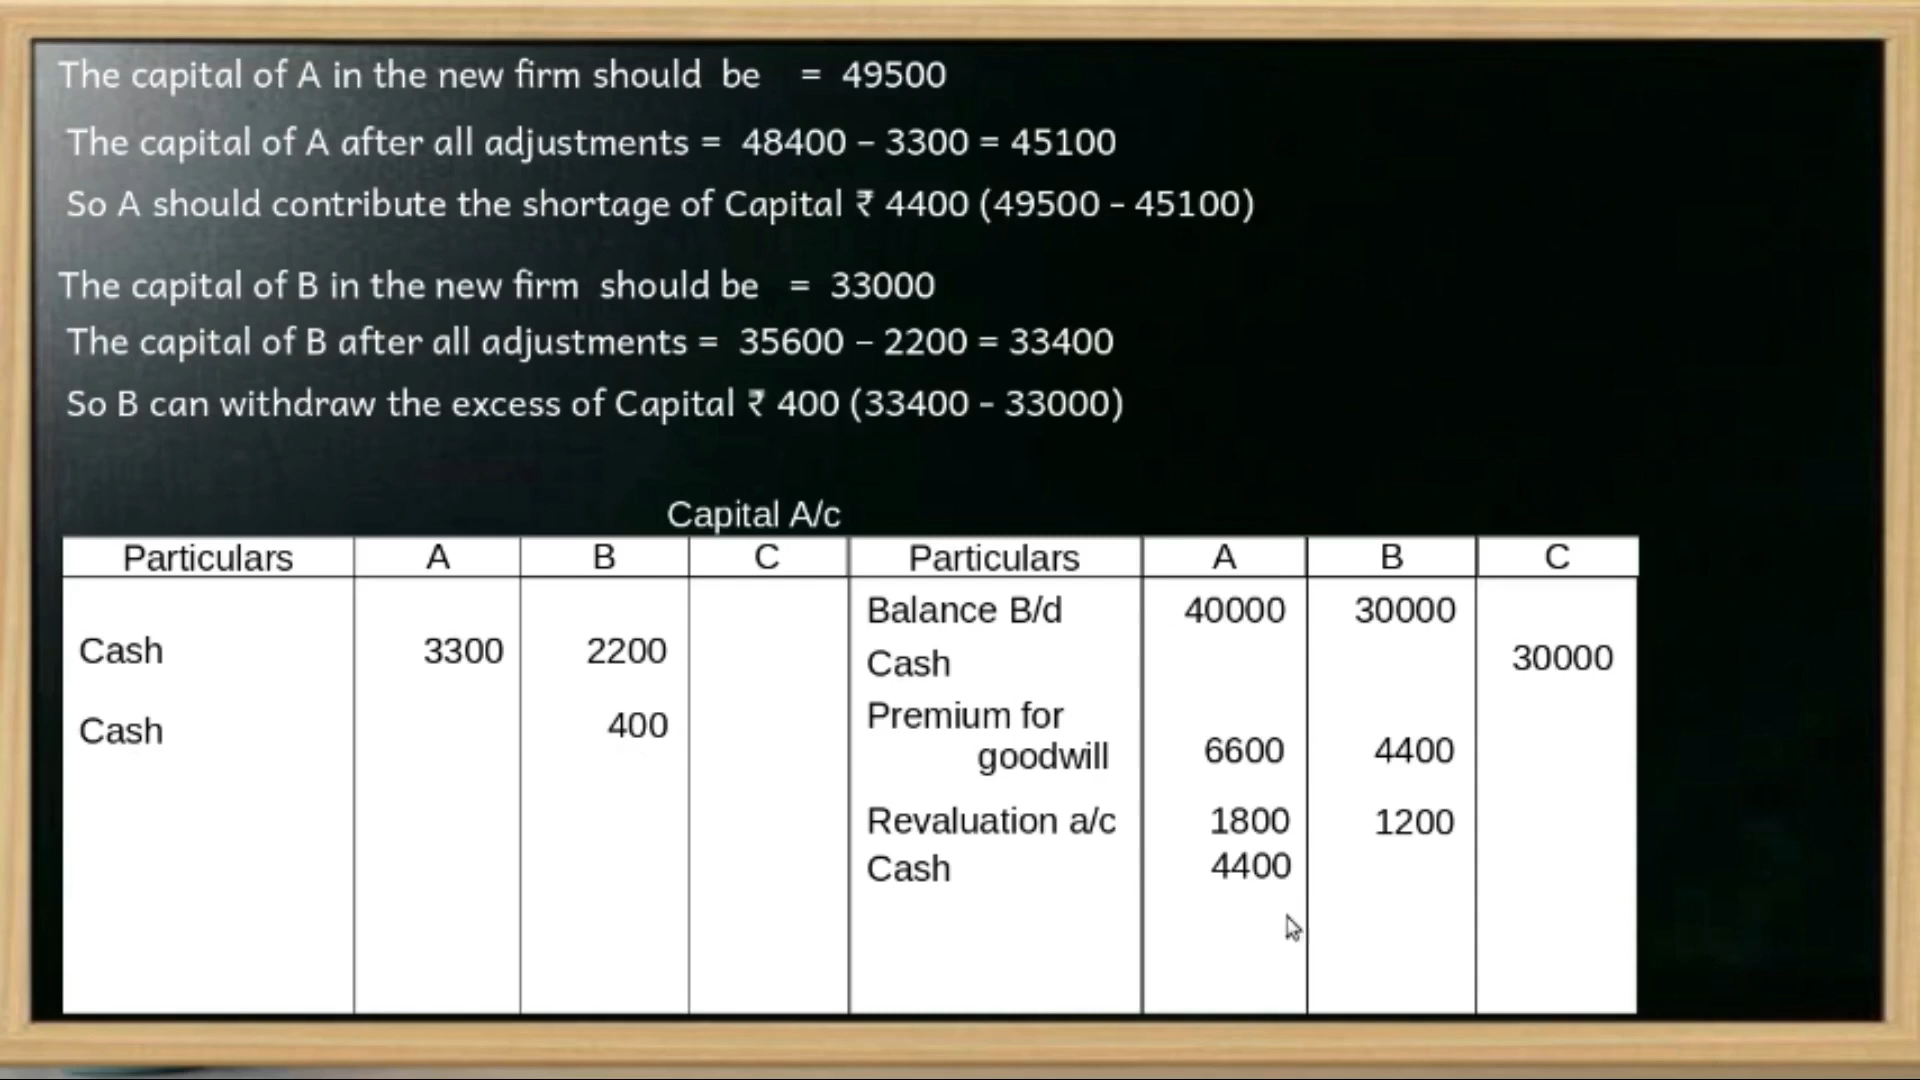 The capital of A in the new firm should be = 49500
The capital of A after all adjustments = 48400 – 3300 = 45100
So A should contribute the shortage of Capital ₹ 4400 (49500 – 45100)
The capital of B in the new firm should be = 33000
The capital of B after all adjustments = 35600 – 2200 = 33400
So B can withdraw the excess of Capital ₹ 400 (33400 – 33000)
Capital A/c
Particulars A B C Particulars A B C
Balance B/d 40000 30000
Cash 3300 2200 Cash 30000
Cash 400 Premium for
goodwill 6600 4400
Revaluation a/c 1800 1200
Cash 4400